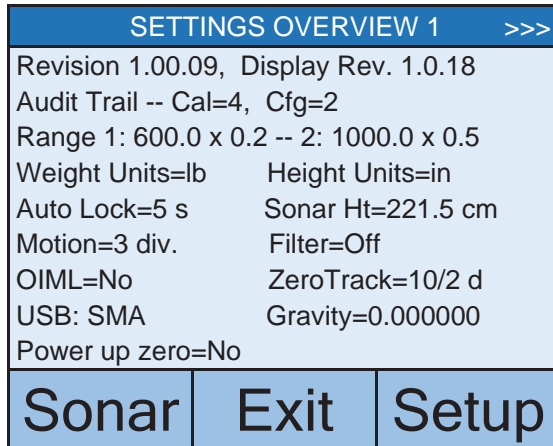 SETTINGS OVERVIEW 1 >>>
Revision 1.00.09, Display Rev. 1.0.18
Audit Trail -- Cal=4, Cfg=2
Range 1: 600.0 x 0.2 -- 2: 1000.0 x 0.5
Weight Units=lb Height Units=in
Auto Lock=5 s Sonar Ht=221.5 cm
Motion=3 div. Filter=Off
OIML=No ZeroTrack=10/2 d
USB: SMA Gravity=0.000000
Power up zero=No
Sonar Exit Setup